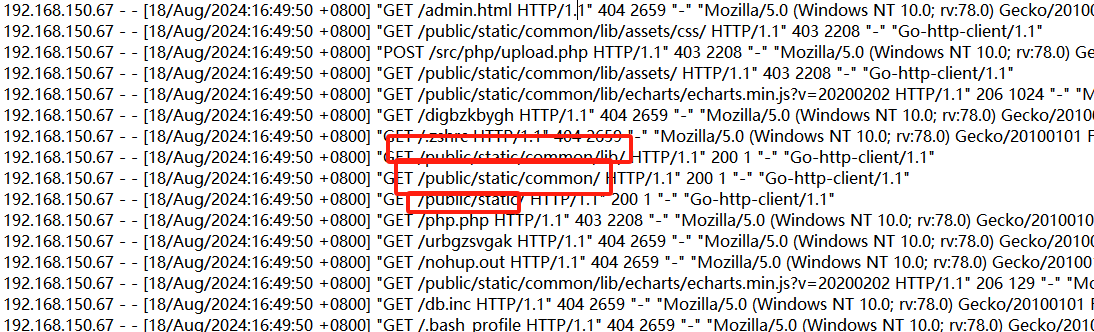 192.168.150.67 - - [18/Aug/2024:16:49:50 +0800] "GET /admin.html HTTP/1.1" 404 2659 "-" "Mozilla/5.0 (Windows NT 10.0; rv:78.0) Gecko/20100101
192.168.150.67 - - [18/Aug/2024:16:49:50 +0800] "GET /public/static/common/lib/assets/css/ HTTP/1.1" 403 2208 "-" "Go-http-client/1.1"
192.168.150.67 - - [18/Aug/2024:16:49:50 +0800] "POST /src/php/upload.php HTTP/1.1" 403 2208 "-" "Mozilla/5.0 (Windows NT 10.0; rv:78.0) Gecko
192.168.150.67 - - [18/Aug/2024:16:49:50 +0800] "GET /public/static/common/lib/assets/ HTTP/1.1" 403 2208 "-" "Go-http-client/1.1"
192.168.150.67 - - [18/Aug/2024:16:49:50 +0800] "GET /public/static/common/lib/echarts/echarts.min.js?v=20200202 HTTP/1.1" 206 1024 "-" "M
192.168.150.67 - - [18/Aug/2024:16:49:50 +0800] "GET /digbzkbygh HTTP/1.1" 404 2659 "-" "Mozilla/5.0 (Windows NT 10.0; rv:78.0) Gecko/20100
192.168.150.67 - - [18/Aug/2024:16:49:50 +0800] "GET /.zshrc HTTP/1.1" 404 2659 "-" "Mozilla/5.0 (Windows NT 10.0; rv:78.0) Gecko/20100101 F
192.168.150.67 - - [18/Aug/2024:16:49:50 +0800] "GET /public/static/common/lib/ HTTP/1.1" 200 1 "-" "Go-http-client/1.1"
192.168.150.67 - - [18/Aug/2024:16:49:50 +0800] "GET /public/static/common/ HTTP/1.1" 200 1 "-" "Go-http-client/1.1"
192.168.150.67 - - [18/Aug/2024:16:49:50 +0800] "GET /public/static/ HTTP/1.1" 200 1 "-" "Go-http-client/1.1"
192.168.150.67 - - [18/Aug/2024:16:49:50 +0800] "GET /php.php HTTP/1.1" 403 2208 "-" "Mozilla/5.0 (Windows NT 10.0; rv:78.0) Gecko/2010010
192.168.150.67 - - [18/Aug/2024:16:49:50 +0800] "GET /urbgzsvgak HTTP/1.1" 404 2659 "-" "Mozilla/5.0 (Windows NT 10.0; rv:78.0) Gecko/20100
192.168.150.67 - - [18/Aug/2024:16:49:50 +0800] "GET /nohup.out HTTP/1.1" 404 2659 "-" "Mozilla/5.0 (Windows NT 10.0; rv:78.0) Gecko/201001
192.168.150.67 - - [18/Aug/2024:16:49:50 +0800] "GET /public/static/common/lib/echarts/echarts.min.js?v=20200202 HTTP/1.1" 206 129 "-" "Mo
192.168.150.67 - - [18/Aug/2024:16:49:50 +0800] "GET /db.inc HTTP/1.1" 404 2659 "-" "Mozilla/5.0 (Windows NT 10.0; rv:78.0) Gecko/20100101 F
192.168.150.67 - - [18/Aug/2024:16:49:50 +0800] "GET /.bash_profile HTTP/1.1" 404 2659 "-" "Mozilla/5.0 (Windows NT 10.0; rv:78.0) Gecko/201